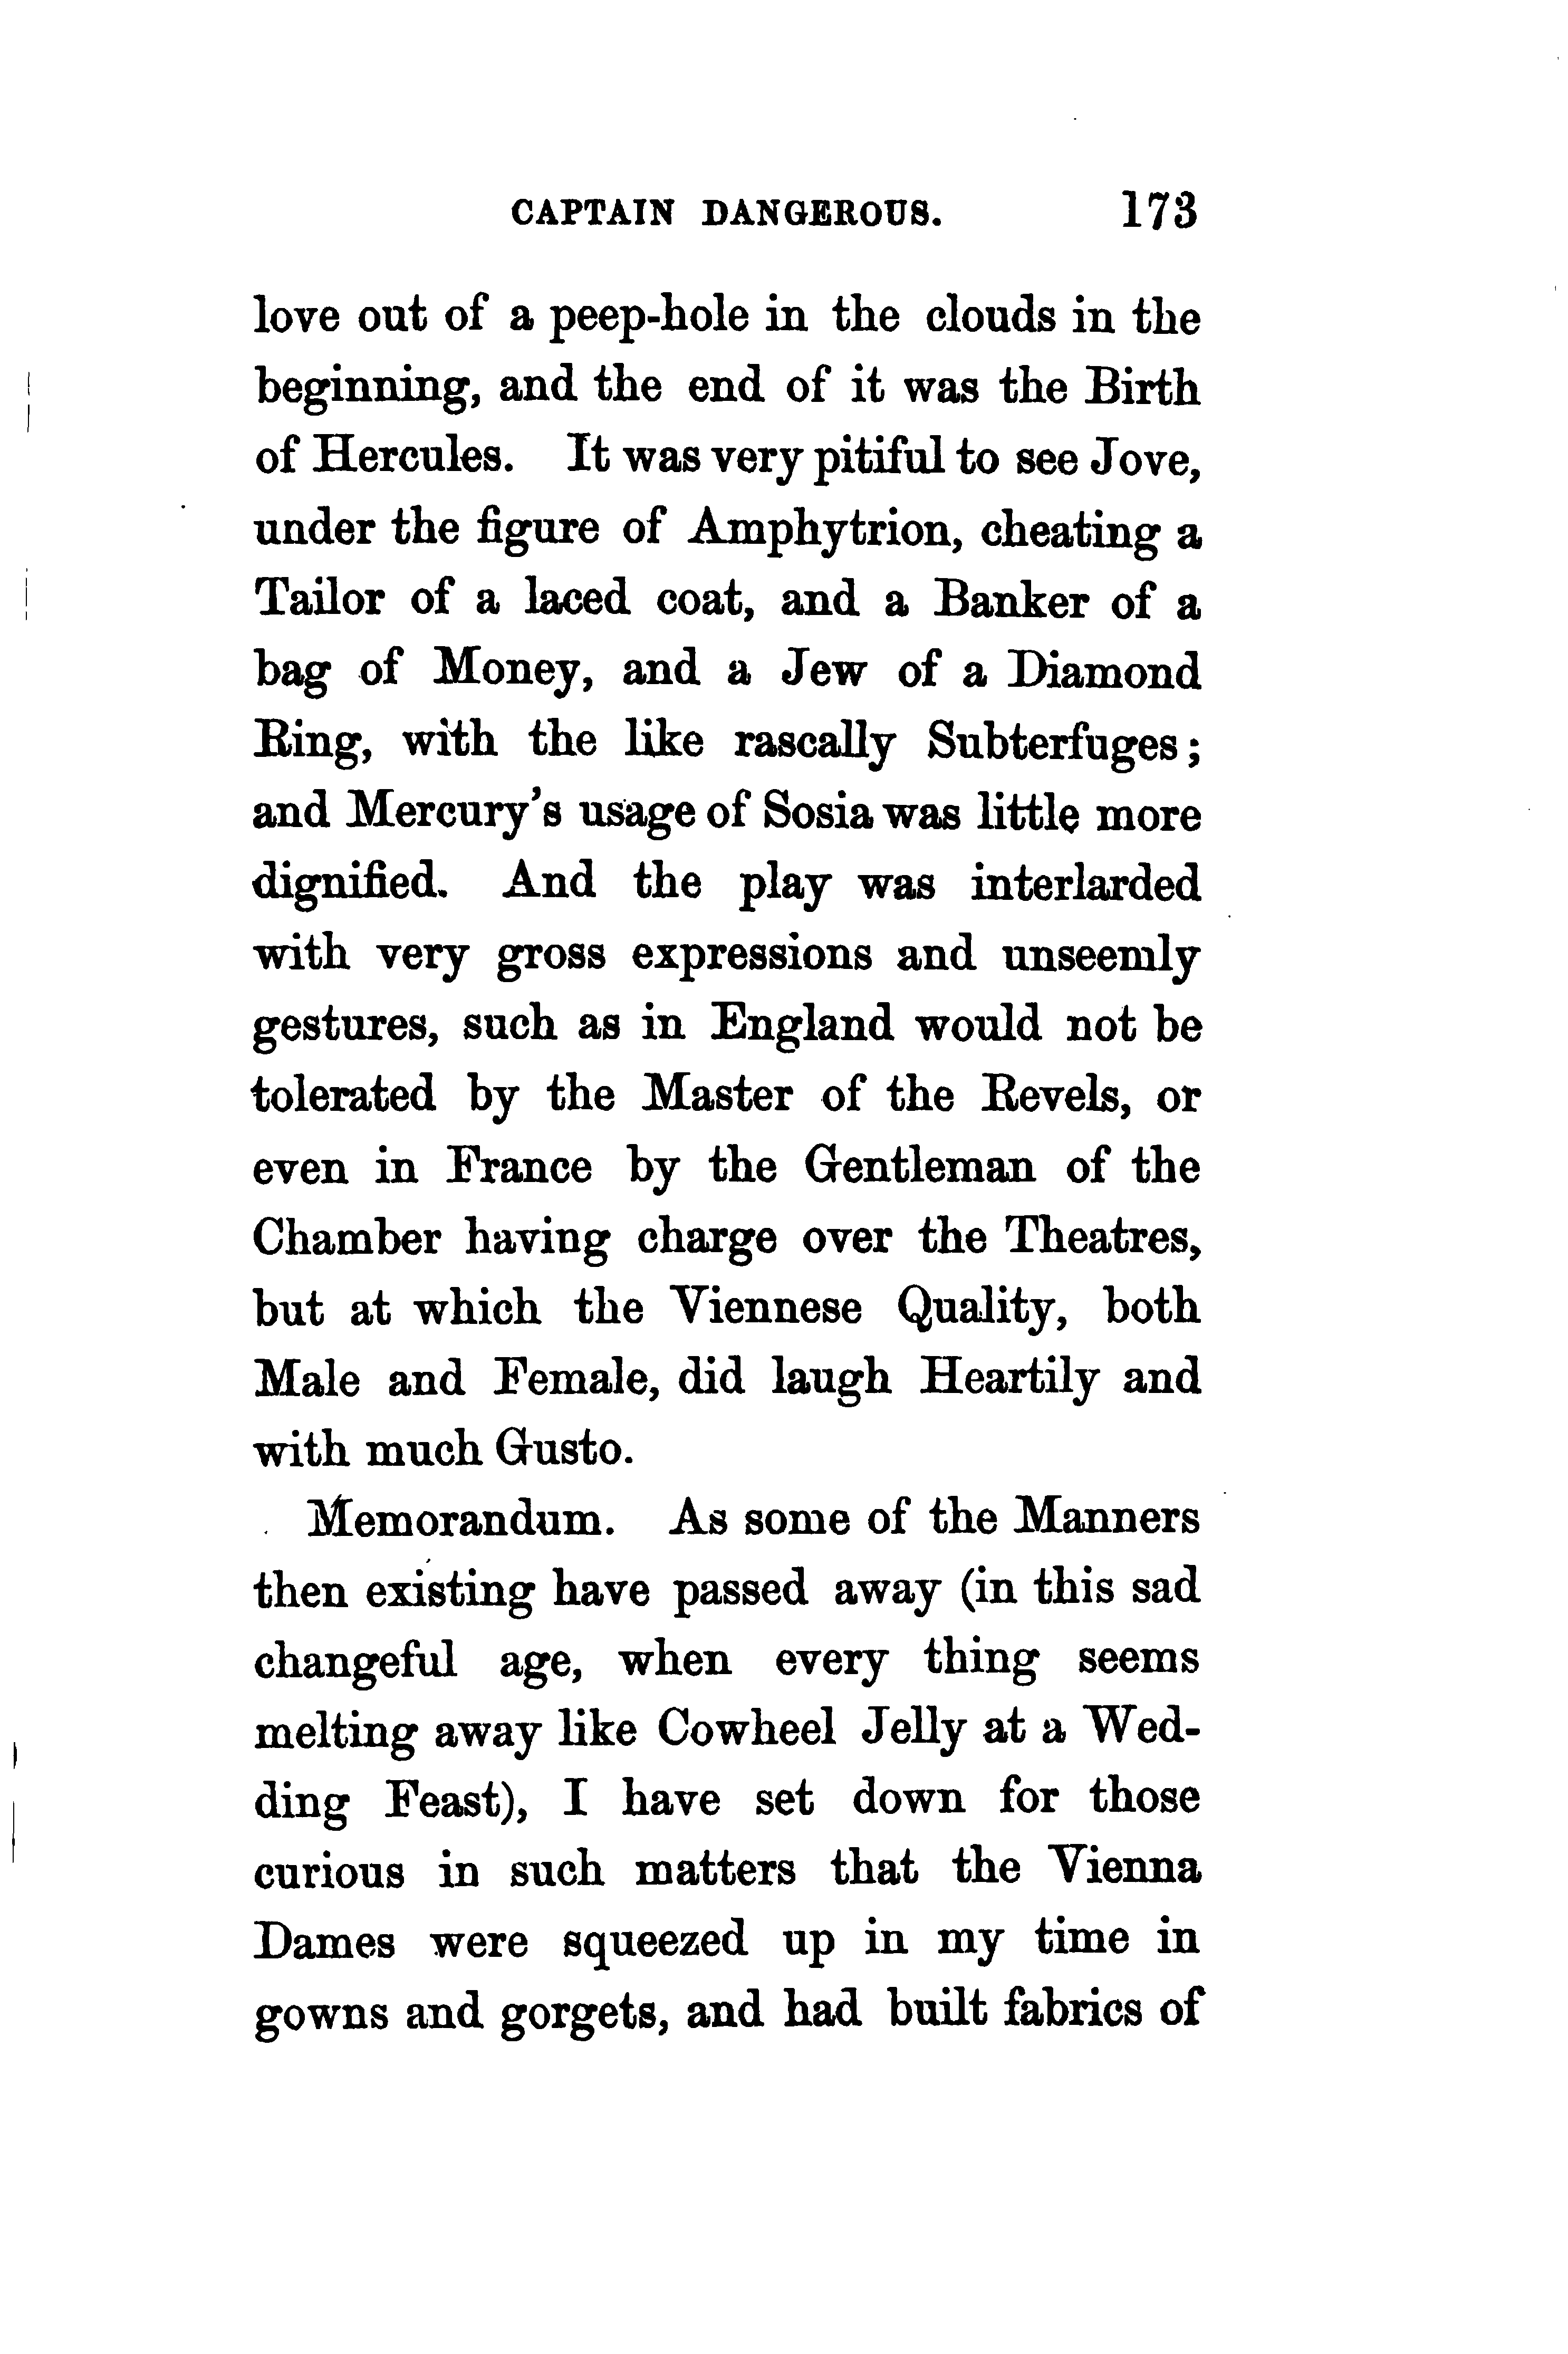 CAPTAIN DANGEROUS. 173
love out of a peep-hole in the clouds in the
beginning, and the end of it was the Birth
of Hercules. It was very pitiful to see Jove,
under the figure of Amphytrion, cheating a
Tailor of a laced coat, and a Banker of a
bag of Money, and a Jew of a Diamond
Ring, with the like rascally Subterfuges;
and Mercury's usage of Sosia was little more
dignified. And the play was interlarded
with very gross expressions and unseemly
gestures, such as in England would not be
tolerated by the Master of the Revels, or
even in France by the Gentleman of the
Chamber having charge over the Theatres,
but at which the Viennese Quality, both
Male and Female, did laugh Heartily and
with much Gusto.
Memorandum. As some of the Manners
then existing have passed away (in this sad
changeful age, when every thing seems
melting away like Cowheel Jelly at a Wed-
ding Feast), I have set down for those
curious in such matters that the Vienna
Dames were squeezed up in my time in
gowns and gorgets, and had built fabrics of